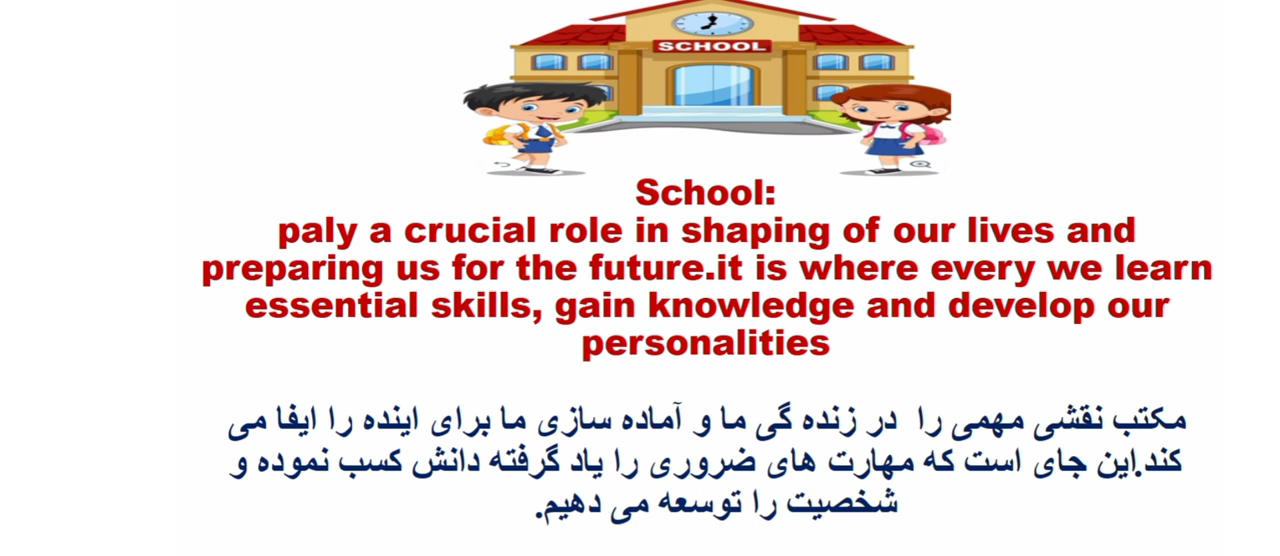 SCHOOL
School:
paly a crucial role in shaping of our lives and
preparing us for the future.it is where every we learn
essential skills, gain knowledge and develop our
personalities
مکتب نقشی مهمی را در زنده گی ما و آماده سازی ما برای اینده را ایفا می
کند.این جای است که مهارت های ضروری را یاد گرفته دانش کسب نموده و
شخصیت را توسعه می دهیم.